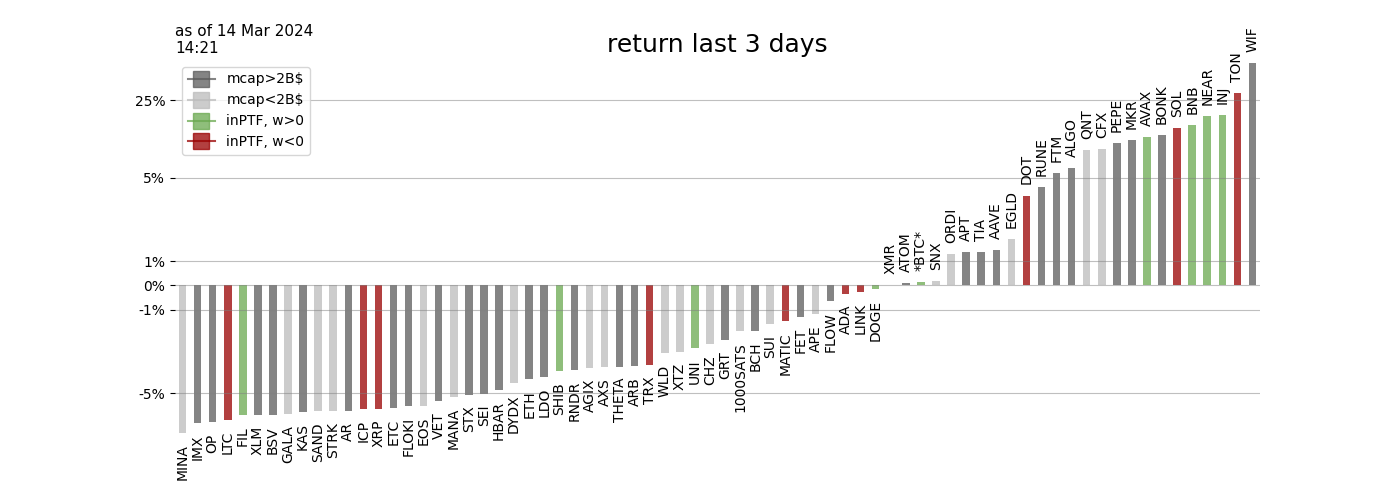 as of 14 Mar 2024
14:21
return last 3 days
mcap>2B$
mcap<2B$
inPTF, w>0
inPTF, w<0
25%
5%
1%
0%
-1%
-5%
MINA
IMX
OP
LTC
FIL
XLM
BSV
GALA
KAS
SAND
STRK
AR
ICP
XRP
ETC
FLOKI
EOS
VET
MANA
STX
SEI
HBAR
DYDX
ETH
LDO
SHIB
RNDR
AGIX
AXS
THETA
ARB
TRX
WLD
XTZ
UNI
CHZ
GRT
1000SATS
BCH
SUI
MATIC
FET
APE
FLOW
ADA
LINK
DOGE
XMR
ATOM
*BTC*
SNX
ORDI
APT
TIA
AAVE
EGLD
DOT
RUNE
FTM
ALGO
QNT
CFX
PEPE
MKR
AVAX
BONK
SOL
BNB
NEAR
INJ
TON
WIF